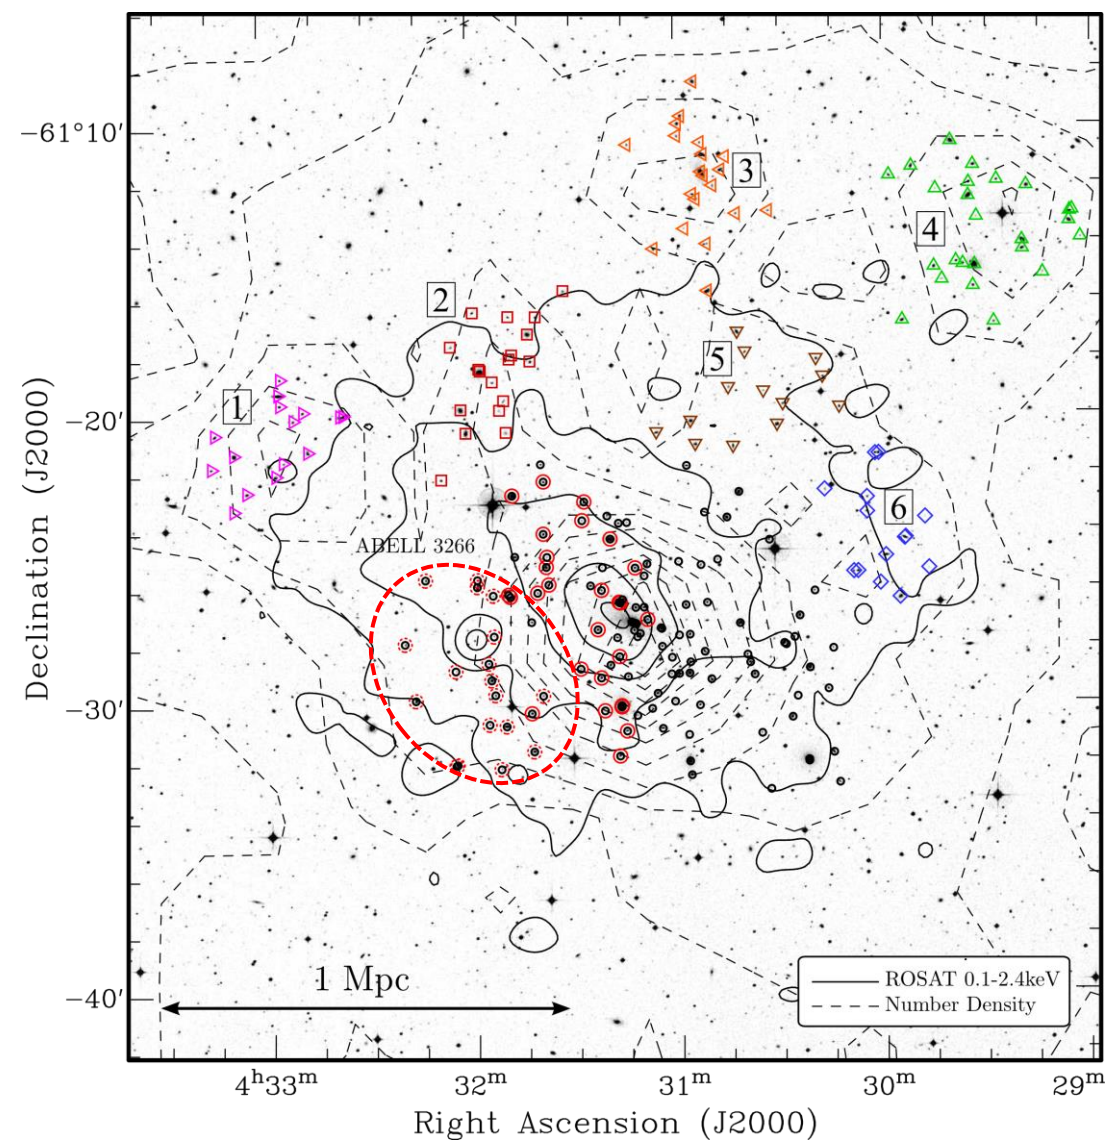 −61°10′
3
4
2
5
1
−20′
6
ABELL 3266
−30′
1 Mpc
ROSAT 0.1-2.4keV
Number Density
−40′
4ʰ33ᵐ
32ᵐ
31ᵐ
30ᵐ
29ᵐ
Right Ascension (J2000)
Declination (J2000)